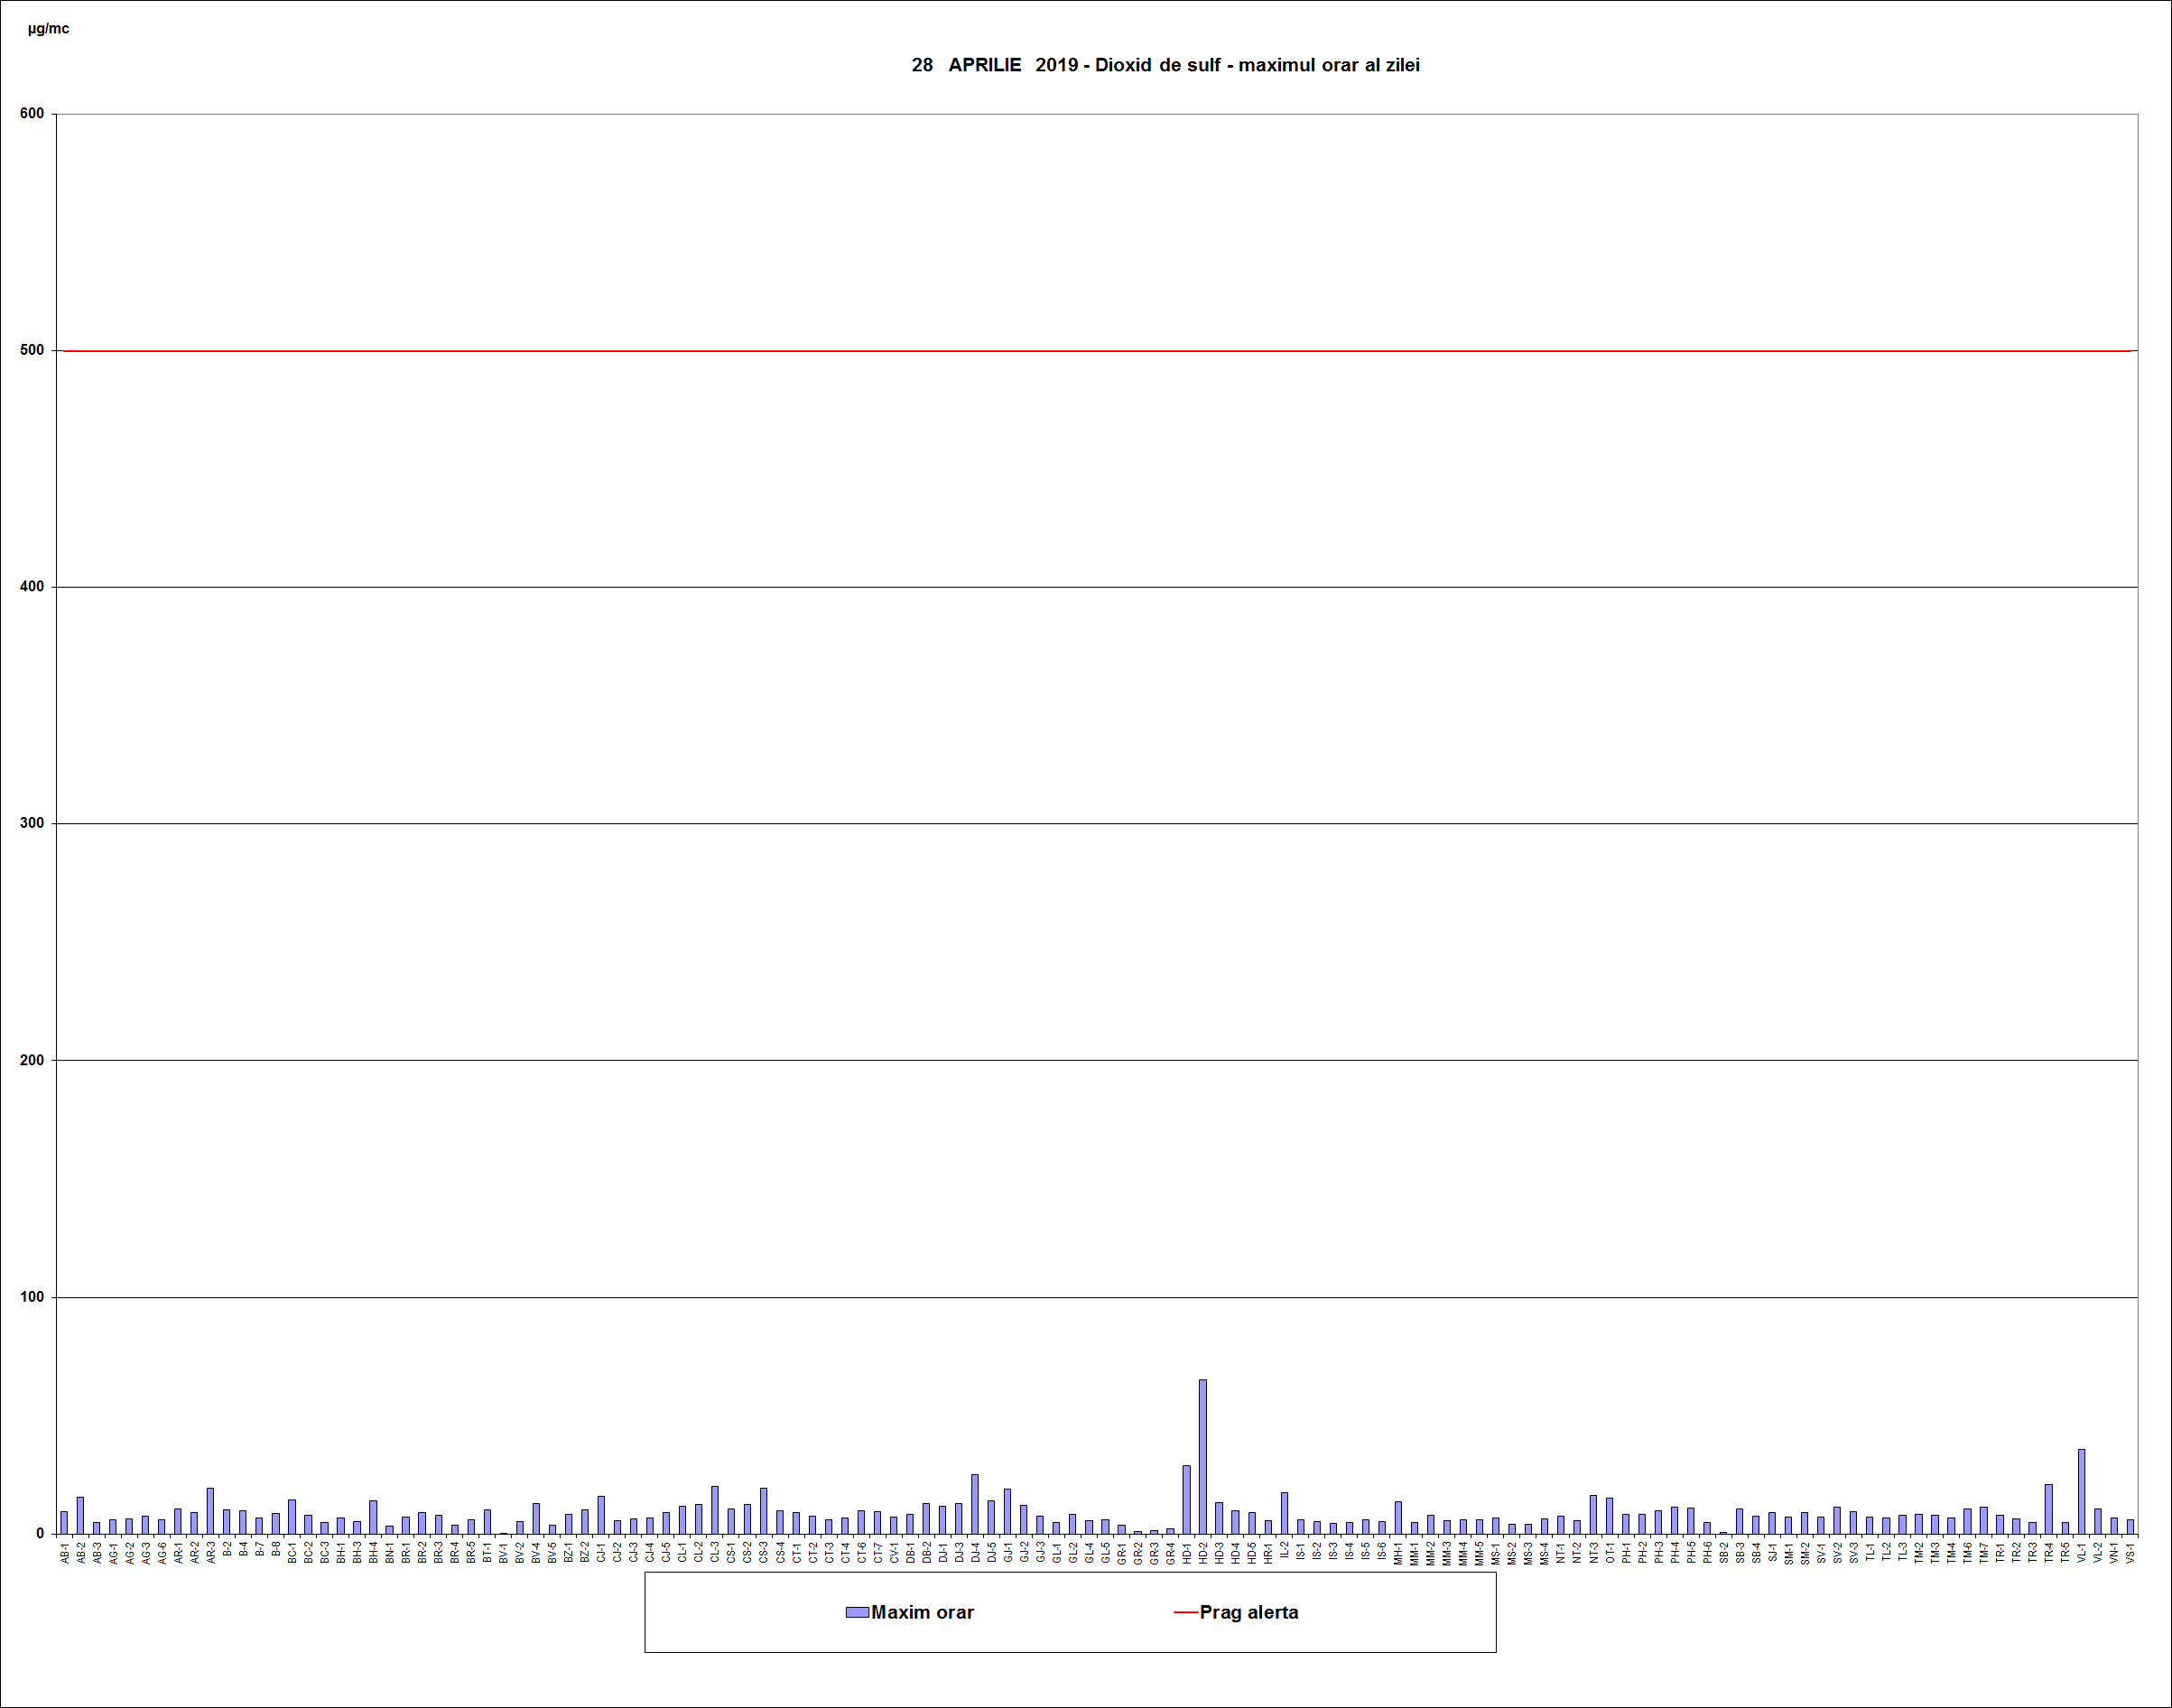 µg/mc
28 APRILIE 2019 - Dioxid de sulf - maximul orar al zilei
600
500
400
300
200
100
0
AB-1 AB-2 AB-3 AG-1 AG-2 AG-3 AG-6 AR-1 AR-2 AR-3 B-2 B-4 B-7 B-8 BC-1 BC-2 BC-3 BH-1 BH-3 BH-4 BN-1 BR-1 BR-2 BR-3 BR-4 BR-5 BT-1 BV-1 BV-2 BV-4 BV-5 BZ-1 BZ-2 CJ-1 CJ-2 CJ-3 CJ-4 CJ-5 CL-1 CL-2 CL-3 CS-1 CS-2 CS-3 CS-4 CT-1 CT-2 CT-3 CT-4 CT-6 CT-7 CV-1 DB-1 DB-2 DJ-1 DJ-3 DJ-4 DJ-5 GJ-1 GJ-2 GJ-3 GL-1 GL-2 GL-4 GL-5 GR-1 GR-2 GR-3 GR-4 HD-1 HD-2 HD-3 HD-4 HD-5 HR-1 IL-2 IS-1 IS-2 IS-3 IS-4 IS-5 IS-6 MH-1 MM-1 MM-2 MM-3 MM-4 MM-5 MS-1 MS-2 MS-3 MS-4 NT-1 NT-2 NT-3 OT-1 PH-1 PH-2 PH-3 PH-4 PH-5 PH-6 SB-2 SB-3 SB-4 SJ-1 SM-1 SM-2 SV-1 SV-2 SV-3 TL-1 TL-2 TL-3 TM-2 TM-3 TM-4 TM-6 TM-7 TR-1 TR-2 TR-3 TR-4 TR-5 VL-1 VL-2 VN-1 VS-1
Maxim orar Prag alerta